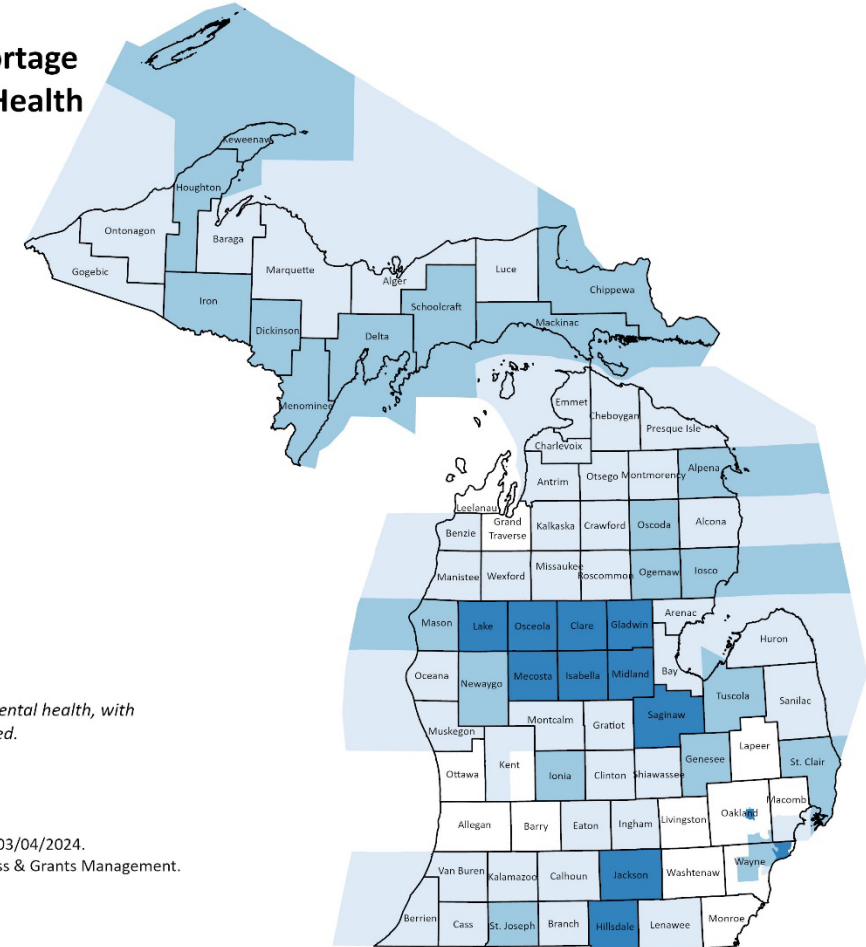 ortage
Health
Keweenaw
Houghton
Ontonagon
Baraga
Gogebic
Marquette
Alger
Luce
Chippewa
Iron
Schoolcraft
Mackinac
Dickinson
Delta
Menominee
Emmet
Cheboygan
Presque Isle
Charlevoix
Antrim
Otsego
Montmorency
Alpena
Leelanau
Benzie
Grand
Traverse
Kalkaska
Crawford
Oscoda
Alcona
Manistee
Wexford
Missaukee
Roscommon
Ogemaw
Iosco
Mason
Lake
Osceola
Clare
Gladwin
Arenac
Huron
Oceana
Newaygo
Mecosta
Isabella
Midland
Bay
Tuscola
Sanilac
ental health, with
ed.
Muskegon
Montcalm
Gratiot
Saginaw
Ottawa
Kent
Ionia
Clinton
Shiawassee
Genesee
Lapeer
St. Clair
Allegan
Barry
Eaton
Ingham
Livingston
Oakland
Macomb
03/04/2024.
ss & Grants Management.
Van Buren
Kalamazoo
Calhoun
Jackson
Washtenaw
Wayne
Berrien
Cass
St. Joseph
Branch
Hillsdale
Lenawee
Monroe